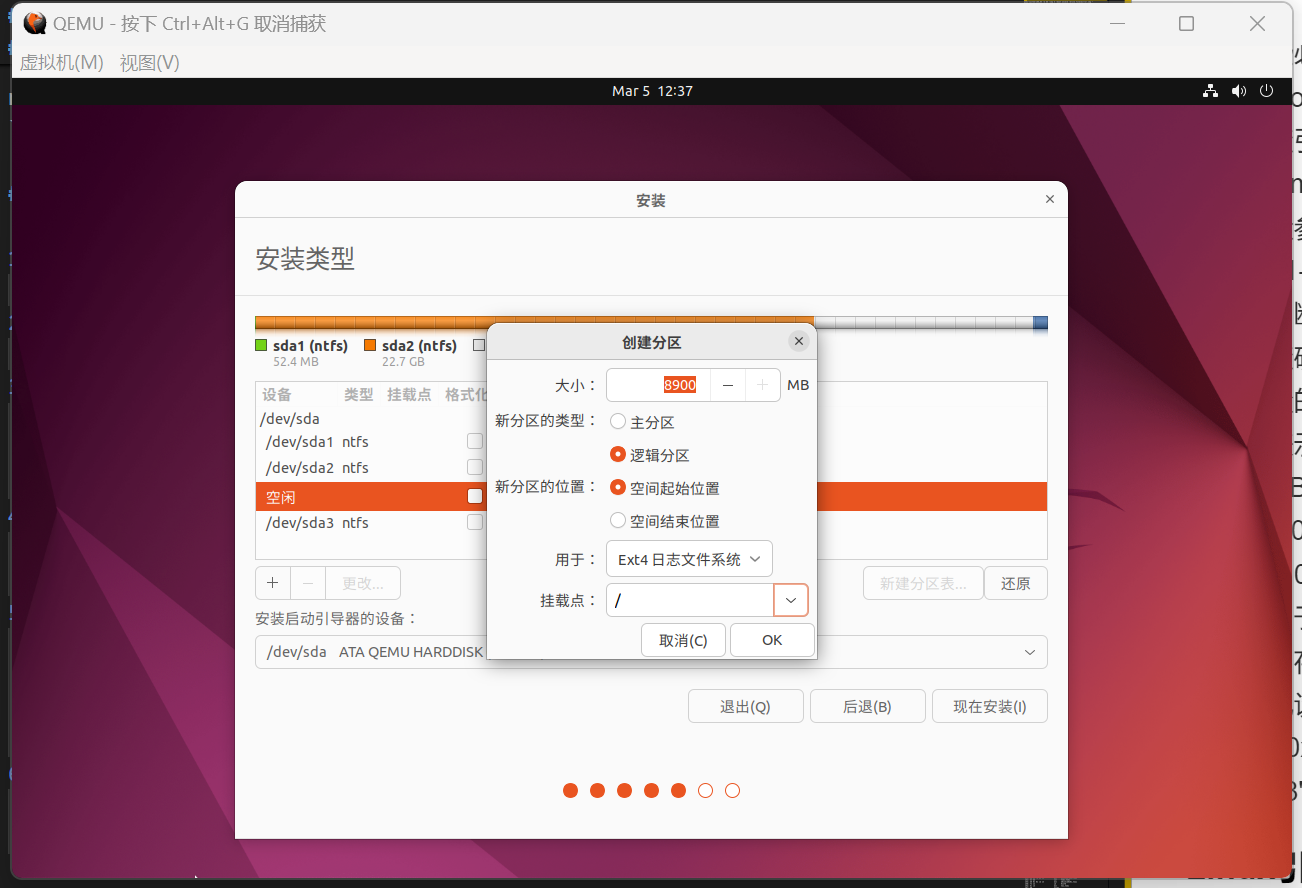 QEMU - 按下 Ctrl+Alt+G 取消捕获
虚拟机(M) 视图(V)
Mar 5 12:37
安装
安装类型
sda1 (ntfs)
52.4 MB
sda2 (ntfs)
22.7 GB
设备 类型 挂载点 格式化
/dev/sda
/dev/sda1 ntfs
/dev/sda2 ntfs
空闲
/dev/sda3 ntfs
+ − 更改...
新建分区表... 还原
安装启动引导器的设备：
/dev/sda ATA QEMU HARDDISK
退出(Q) 后退(B) 现在安装(I)
创建分区
大小： 8900 − + MB
新分区的类型： 主分区
逻辑分区
新分区的位置： 空间起始位置
空间结束位置
用于： Ext4 日志文件系统
挂载点： /
取消(C) OK